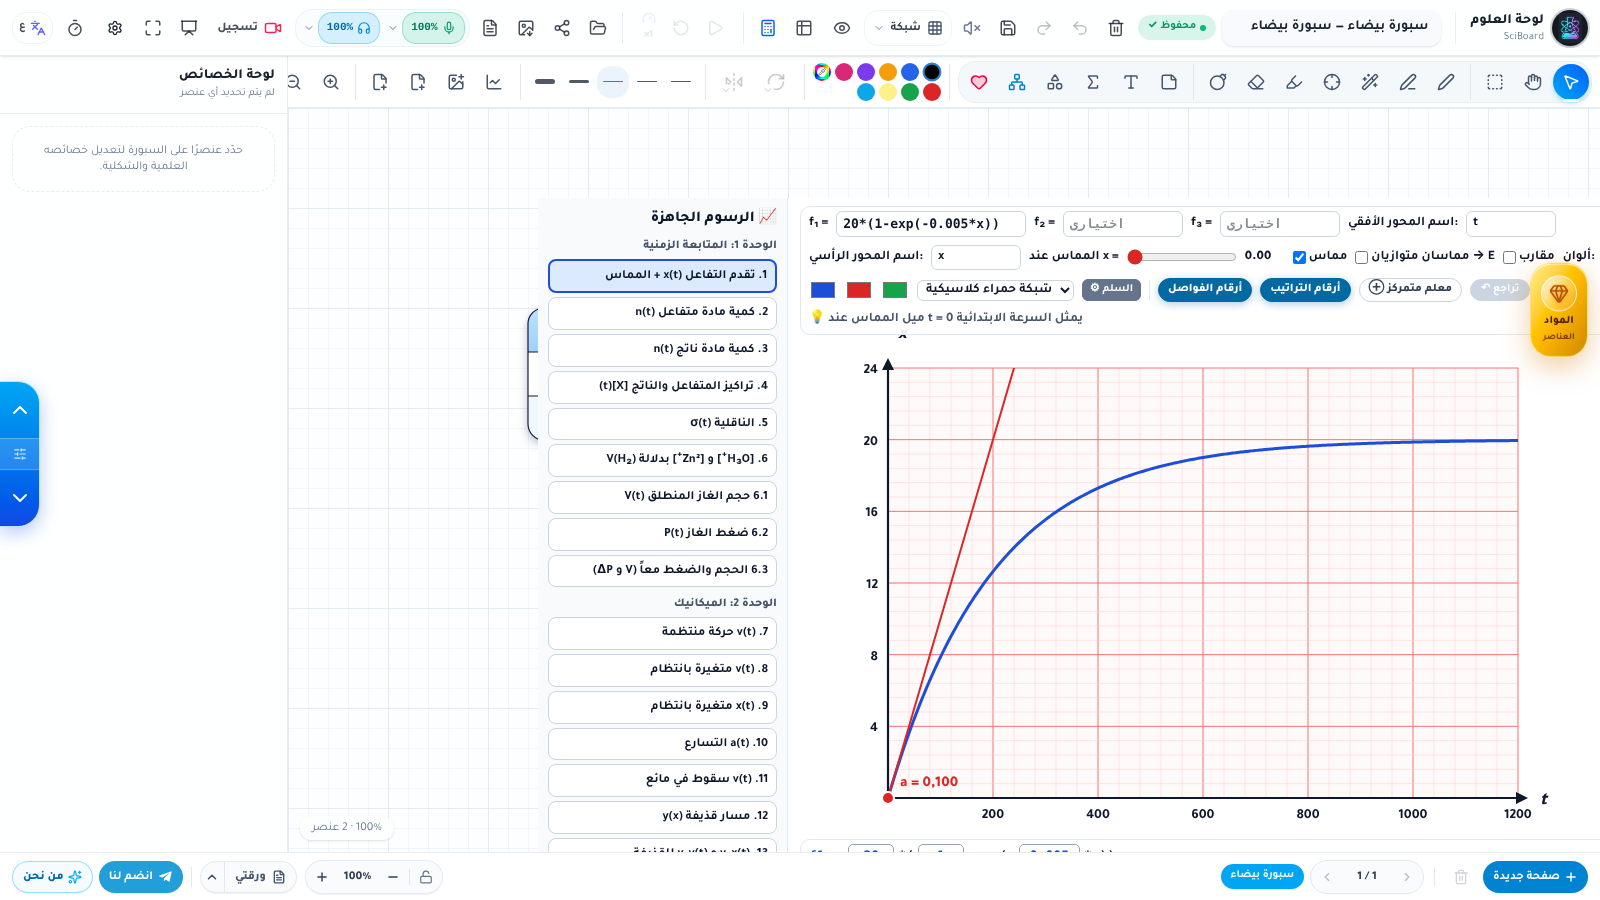 لوحة العلوم
SciBoard
سبورة بيضاء – سبورة بيضاء
محفوظ ✓
شبكة
x1
100%
100%
تسجيل
ع
لوحة الخصائص
لم يتم تحديد أي عنصر
حدّد عنصرًا على السبورة لتعديل خصائصه
العلمية والشكلية.
f₁ = 20*(1-exp(-0.005*x)) f₂ = اختياري f₃ = اختياري اسم المحور الأفقي: t
اسم المحور الرأسي: x المماس عند x = 0.00 مماس مماسان متوازيان → E مقارب ألوان:
شبكة حمراء كلاسيكية السلم ⚙ أرقام الفواصل أرقام التراتيب معلم متمركز تراجع ↶
💡 يمثل السرعة الابتدائية t = 0 ميل المماس عند
المواد
العناصر
📈 الرسوم الجاهزة
الوحدة 1: المتابعة الزمنية
1. تقدم التفاعل x(t) + المماس
2. كمية مادة متفاعل n(t)
3. كمية مادة ناتج n(t)
4. تراكيز المتفاعل والناتج [X](t)
5. الناقلية σ(t)
6. [H₃O⁺] و [Zn²⁺] بدلالة V(H₂)
6.1 حجم الغاز المنطلق V(t)
6.2 ضغط الغاز P(t)
6.3 الحجم والضغط معاً (V و ΔP)
الوحدة 2: الميكانيك
7. v(t) حركة منتظمة
8. v(t) متغيرة بانتظام
9. x(t) متغيرة بانتظام
10. a(t) التسارع
11. v(t) سقوط في مائع
12. مسار قذيفة y(x)
24
20
16
12
8
4
a = 0,100
200 400 600 800 1000 1200
t
100% · 2 عنصر
صفحة جديدة
1 / 1
سبورة بيضاء
100%
ورقتي
انضم لنا
من نحن